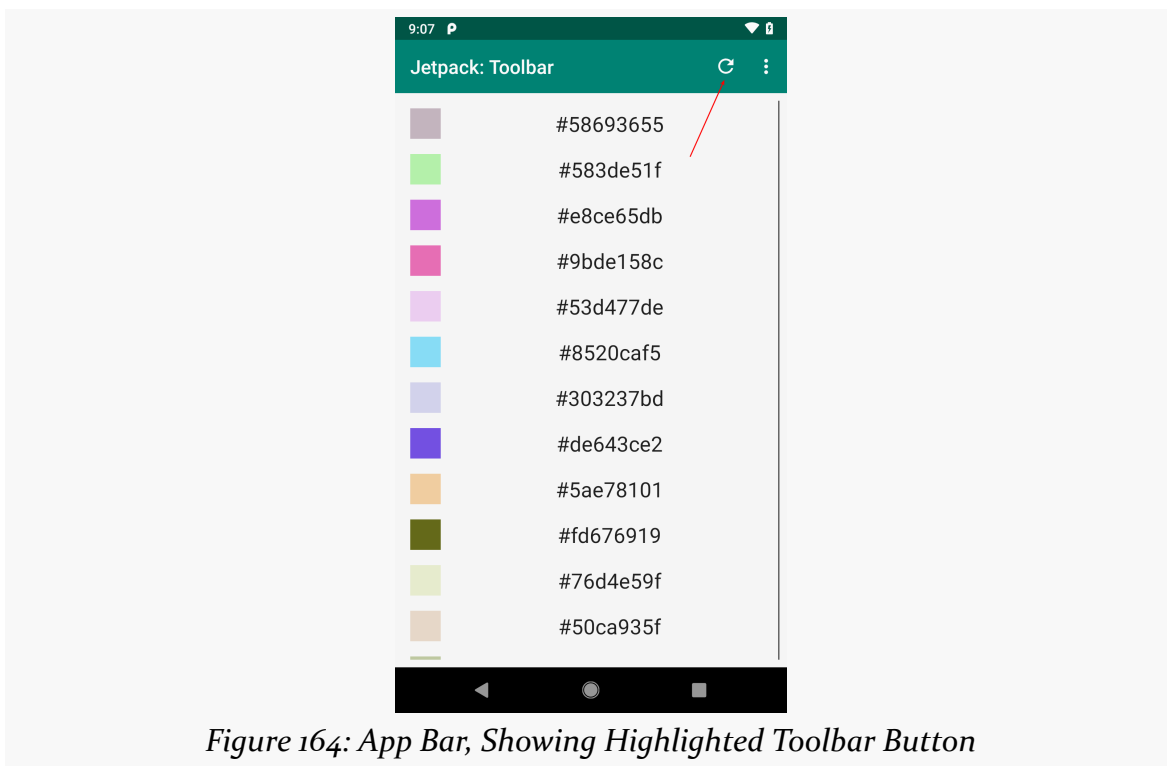 9:07
Jetpack: Toolbar
#58693655
#583de51f
#e8ce65db
#9bde158c
#53d477de
#8520caf5
#303237bd
#de643ce2
#5ae78101
#fd676919
#76d4e59f
#50ca935f
Figure 164: App Bar, Showing Highlighted Toolbar Button